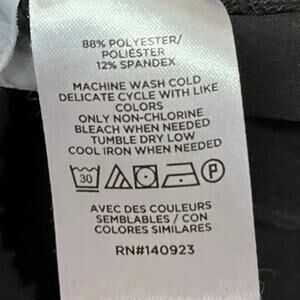 88% POLYESTER/
POLIÉSTER
12% SPANDEX
MACHINE WASH COLD
DELICATE CYCLE WITH LIKE
COLORS
ONLY NON-CHLORINE
BLEACH WHEN NEEDED
TUMBLE DRY LOW
COOL IRON WHEN NEEDED
30 P
AVEC DES COULEURS
SEMBLABLES / CON
COLORES SIMILARES
RN#140923